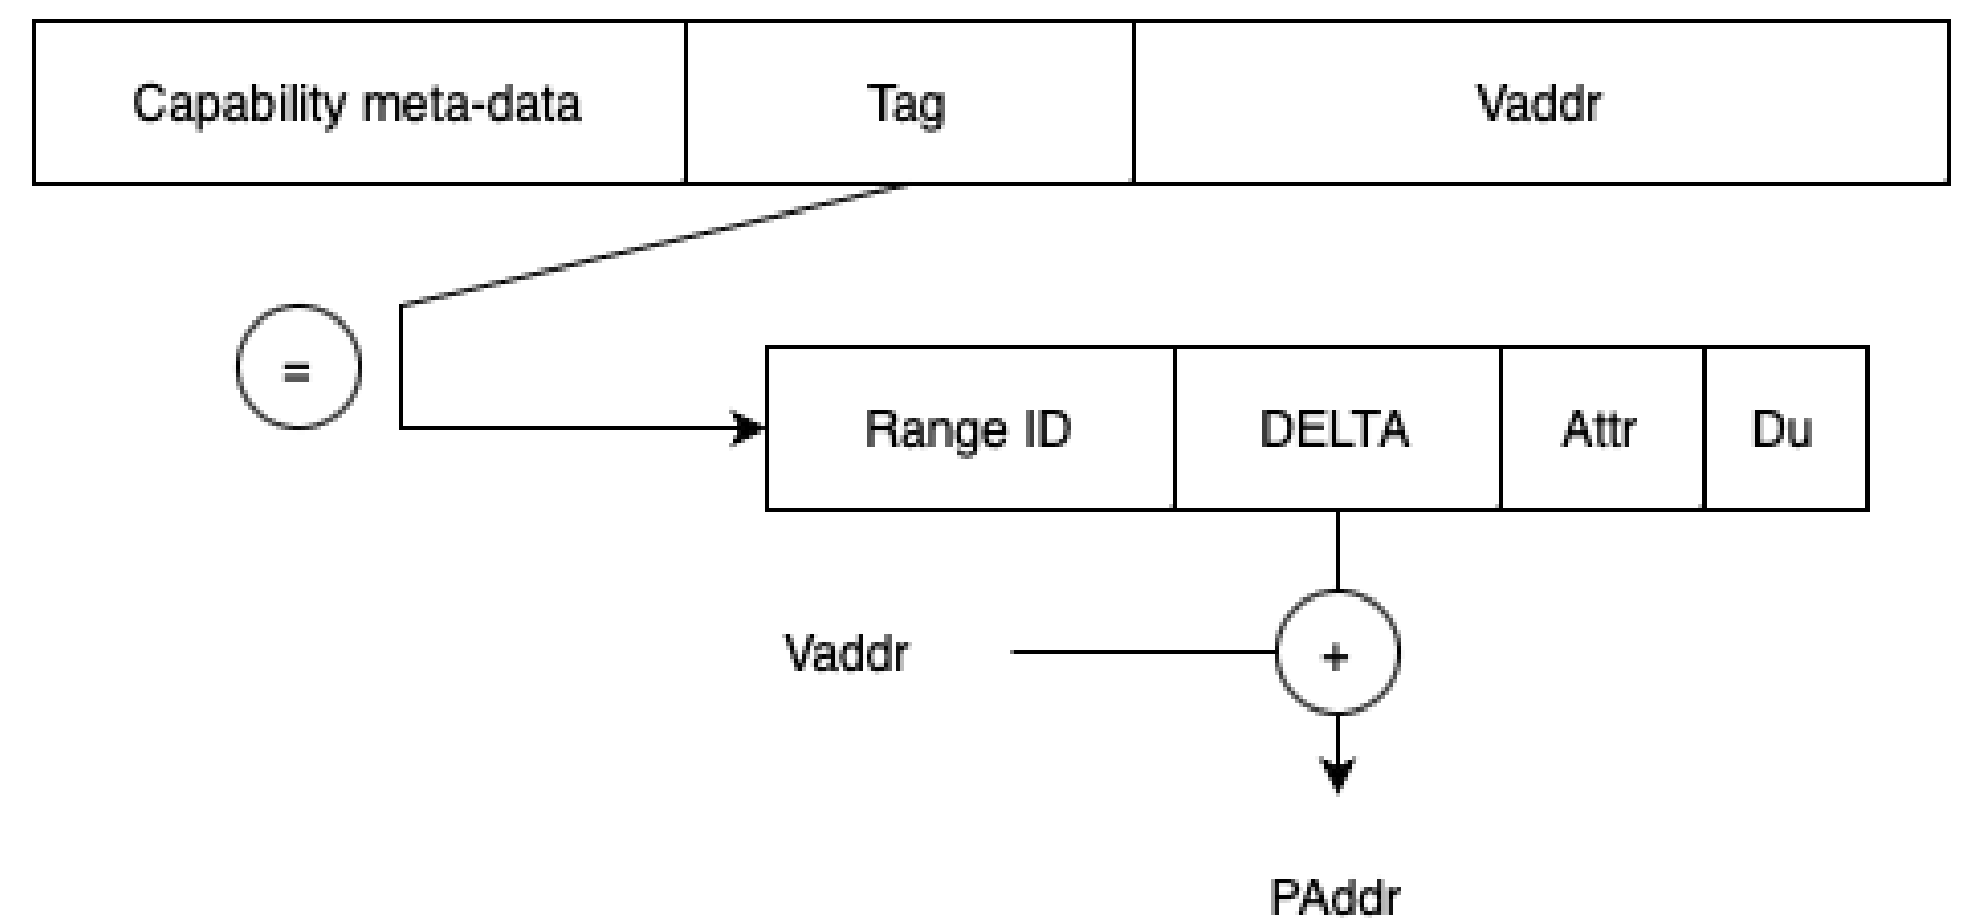 Capability meta-data Tag Vaddr
=
Range ID DELTA Attr Du
Vaddr +
PAddr